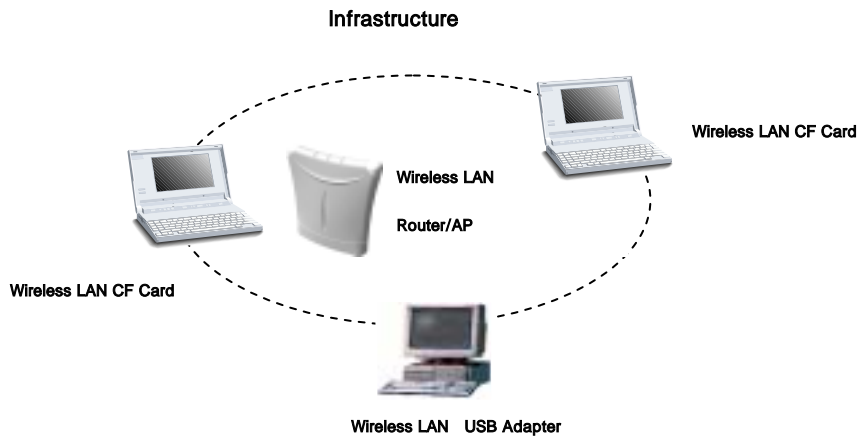 Infrastructure
Wireless LAN CF Card
Wireless LAN
Router/AP
Wireless LAN CF Card
Wireless LAN USB Adapter